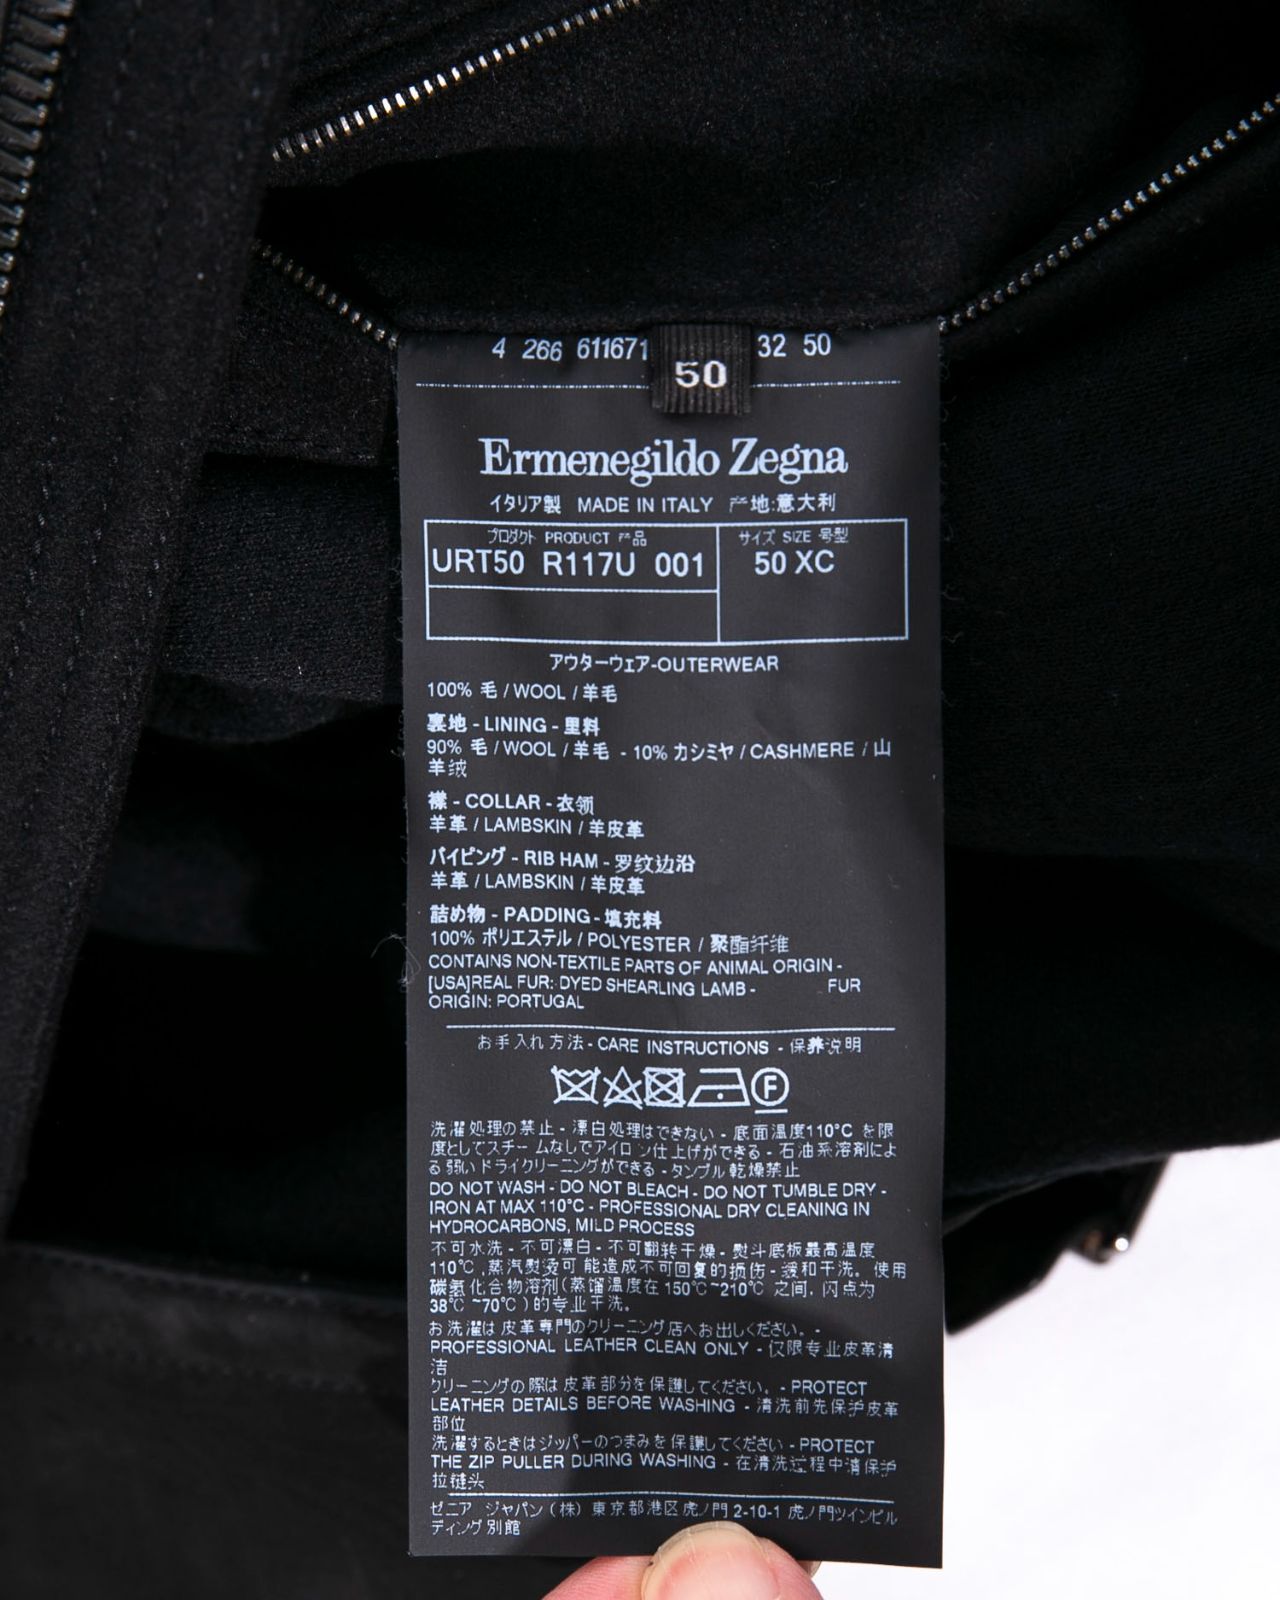 4 266 611671 32 50
50
Ermenegildo Zegna
イタリア製 MADE IN ITALY 产地:意大利
プロダクト PRODUCT 产品
サイズ SIZE 号型
URT50 R117U 001
50 XC
アウターウェア-OUTERWEAR
100% 毛 / WOOL / 羊毛
裏地 - LINING - 里料
90% 毛 / WOOL / 羊毛 - 10% カシミヤ / CASHMERE / 山
羊绒
襟 - COLLAR - 衣领
羊革 / LAMBSKIN / 羊皮革
パイピング - RIB HAM - 罗纹边沿
羊革 / LAMBSKIN / 羊皮革
詰め物 - PADDING - 填充料
100% ポリエステル / POLYESTER / 聚酯纤维
CONTAINS NON-TEXTILE PARTS OF ANIMAL ORIGIN -
[USA]REAL FUR: DYED SHEARLING LAMB - FUR
ORIGIN: PORTUGAL
お手入れ方法 - CARE INSTRUCTIONS - 保养说明
F
洗濯処理の禁止 - 漂白処理はできない - 底面温度110°C を限
度としてスチームなしでアイロン仕上げができる - 石油系溶剤によ
る弱いドライクリーニングができる - タンブル乾燥禁止
DO NOT WASH - DO NOT BLEACH - DO NOT TUMBLE DRY -
IRON AT MAX 110°C - PROFESSIONAL DRY CLEANING IN
HYDROCARBONS, MILD PROCESS
不可水洗 - 不可漂白 - 不可翻转干燥 - 熨斗底板最高温度
110°C ,蒸汽熨烫可能造成不可回复的损伤 - 缓和干洗。使用
碳氢化合物溶剂(蒸馏温度在 150°C~210°C 之间, 闪点为
38°C ~70°C ) 的专业干洗。
お洗濯は皮革専門のクリーニング店へお出しください。 -
PROFESSIONAL LEATHER CLEAN ONLY - 仅限专业皮革清
洁
クリーニングの際は皮革部分を保護してください。 - PROTECT
LEATHER DETAILS BEFORE WASHING - 清洗前先保护皮革
部位
洗濯するときはジッパーのつまみを保護してください - PROTECT
THE ZIP PULLER DURING WASHING - 在清洗过程中请保护
拉链头
ゼニア ジャパン (株) 東京都港区虎ノ門 2-10-1 虎ノ門ツインビル
ディング別館